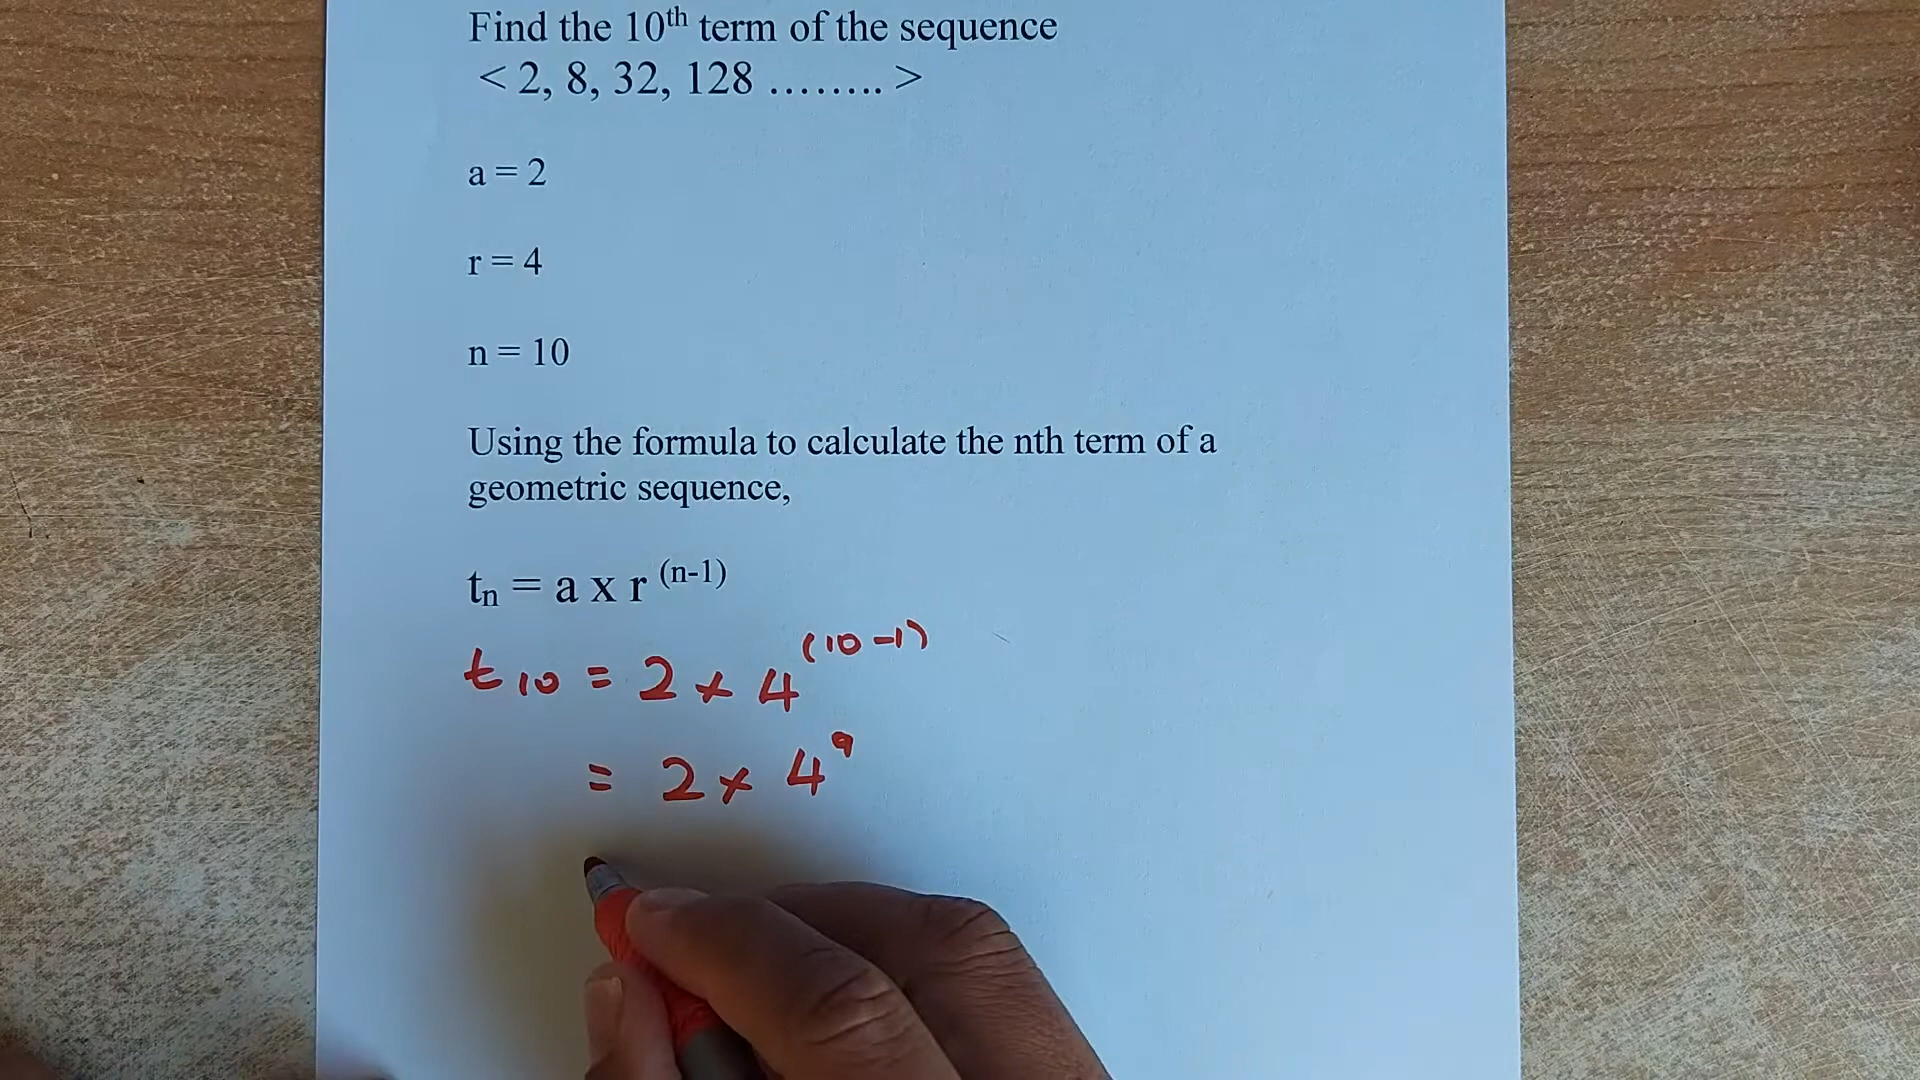 Find the 10th term of the sequence
< 2, 8, 32, 128 …….. >
a = 2
r = 4
n = 10
Using the formula to calculate the nth term of a
geometric sequence,
tn = a x r (n-1)
t10 = 2 × 4 (10-1)
= 2 × 4 9